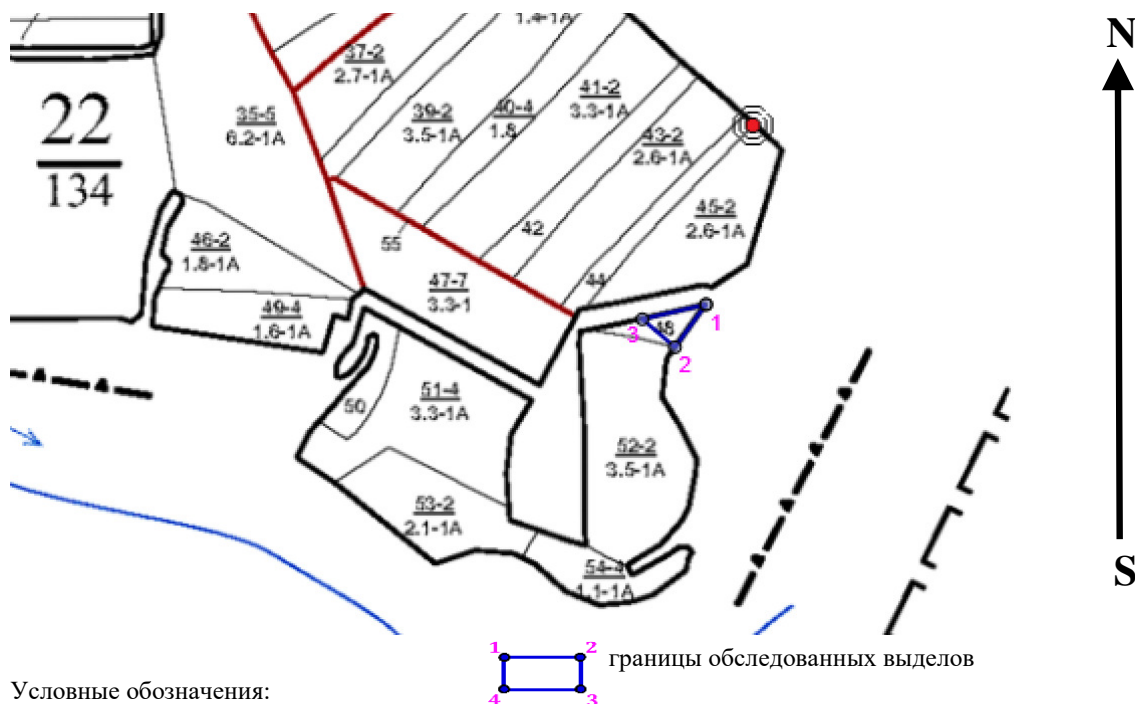 1.4-1А
N
37-2
2.7-1А
22
134
35-5
6.2-1А
39-2
3.5-1А
40-4
1.8
41-2
3.3-1А
43-2
2.6-1А
45-2
2.6-1А
46-2
1.8-1А
55
42
44
47-7
3.3-1
49-4
1.6-1А
1
3
48
2
50
51-4
3.3-1А
52-2
3.5-1А
53-2
2.1-1А
54-4
1.1-1А
S
1 2
границы обследованных выделов
Условные обозначения:
4 3